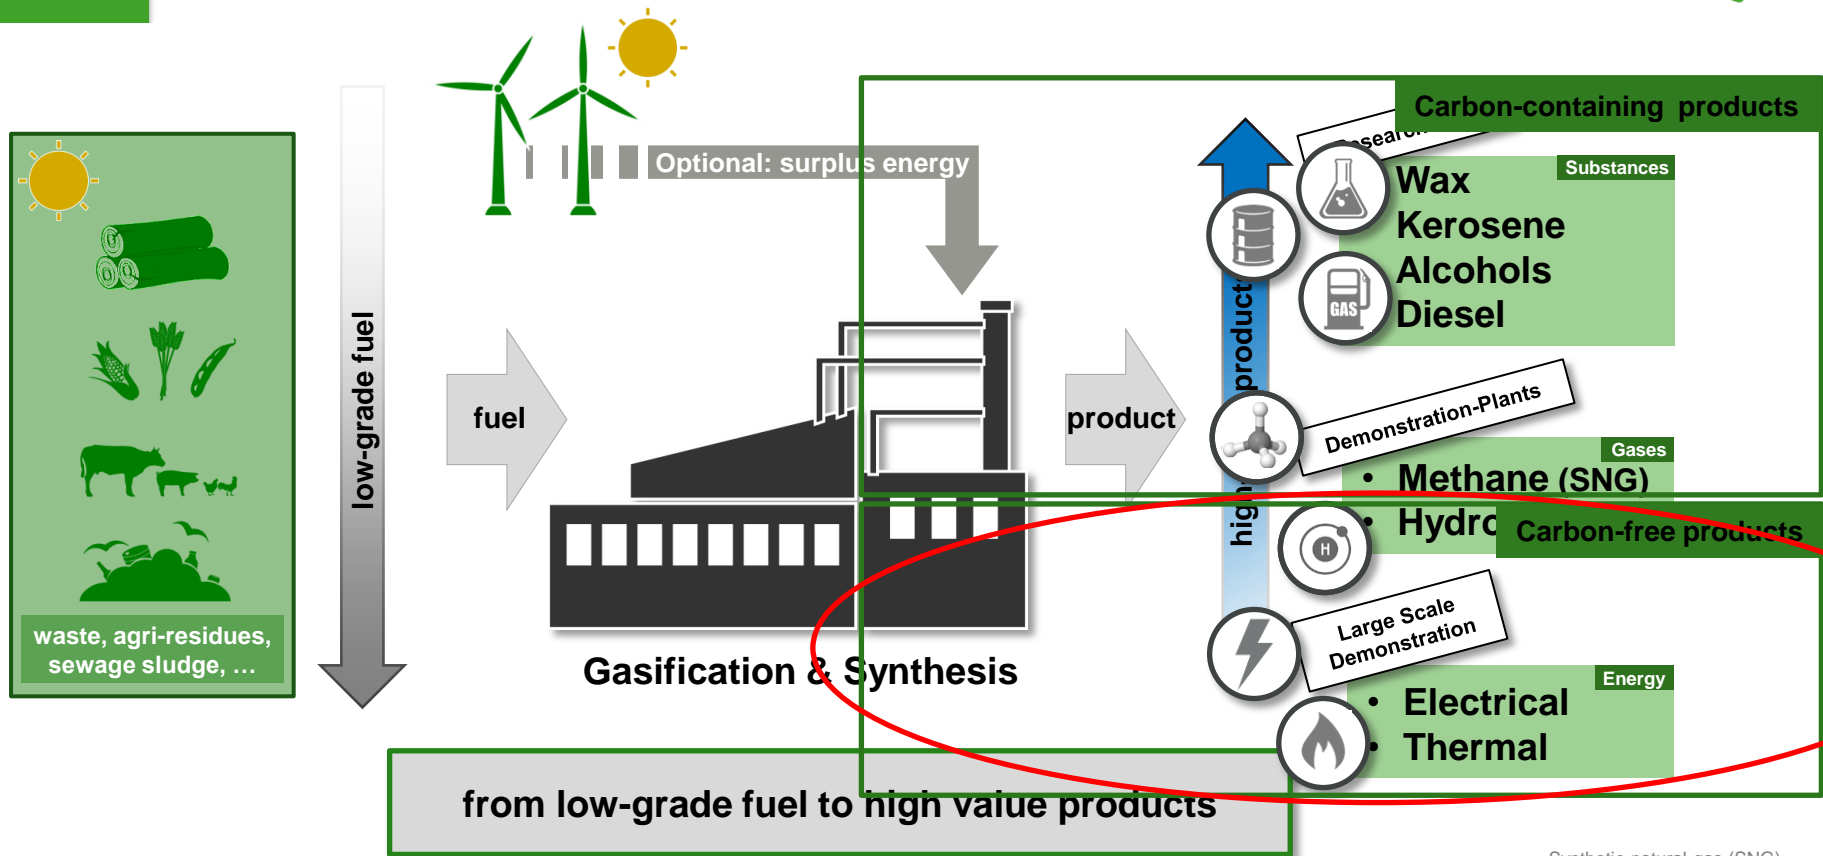 Carbon-containing products
Optional: surplus energy
Substances
Wax
Kerosene
Alcohols
Diesel
GAS
low-grade fuel
fuel
product
Demonstration-Plants
Gases
• Methane (SNG)
Carbon-free products
H
Large Scale
Demonstration
waste, agri-residues,
sewage sludge, …
Gasification & Synthesis
Energy
• Electrical
• Thermal
from low-grade fuel to high value products